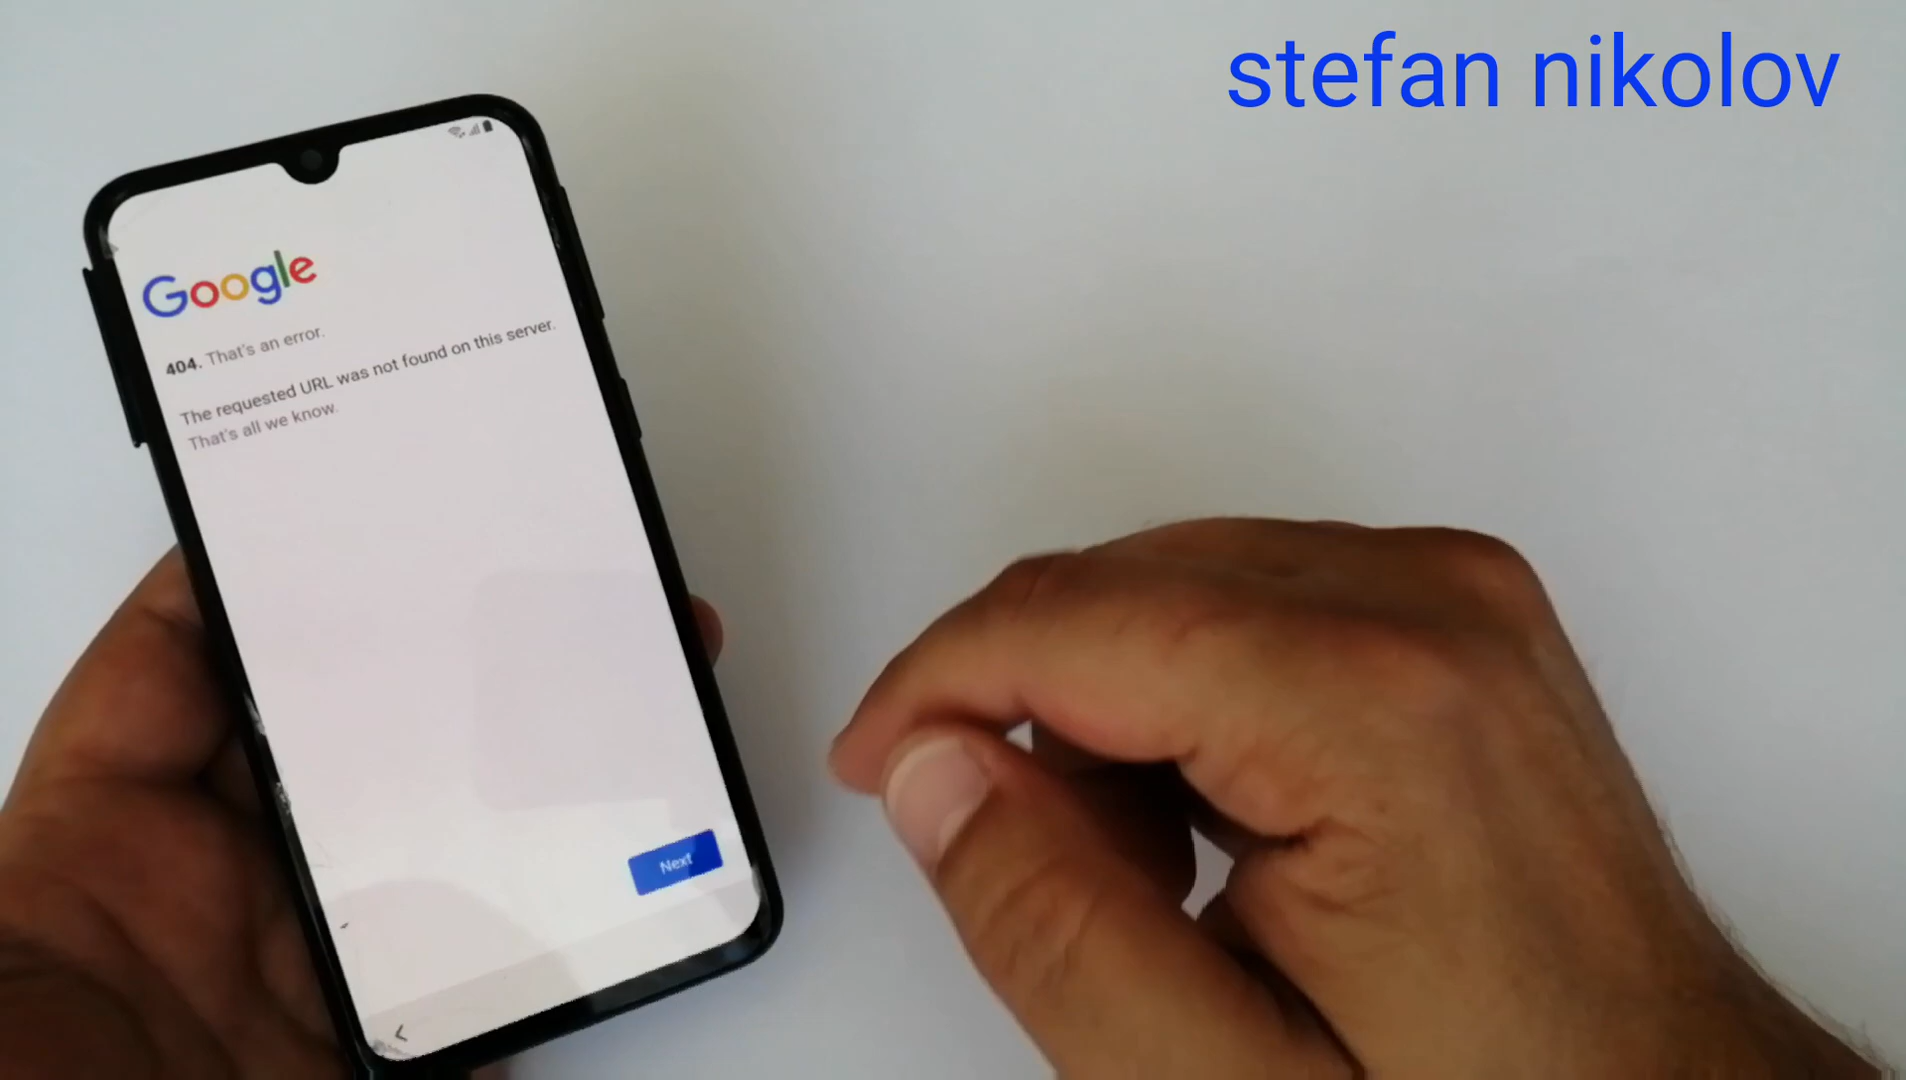 stefan nikolov
Google
404. That's an error.
The requested URL was not found on this server.
That's all we know.
Next